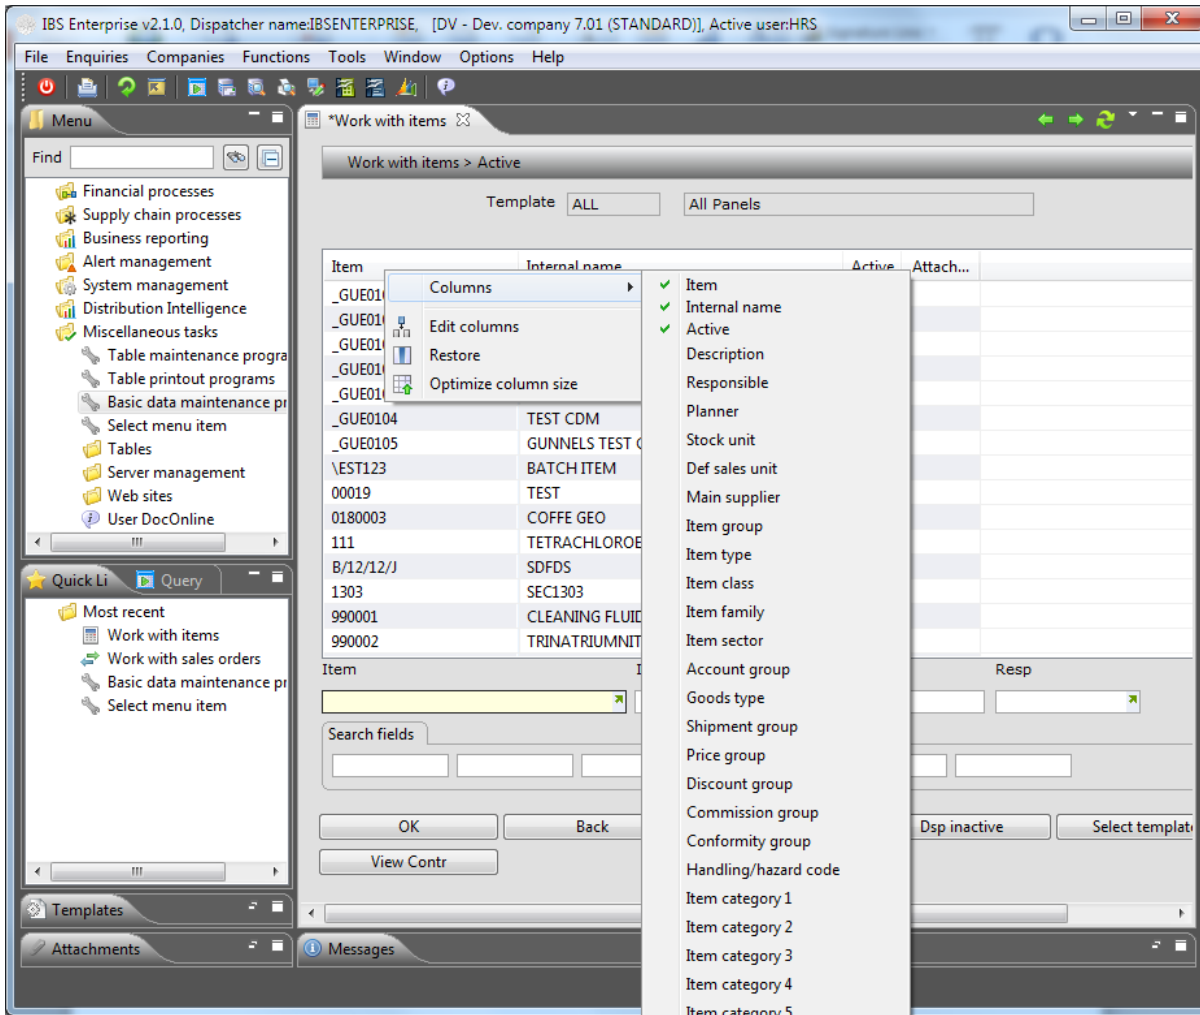 IBS Enterprise v2.1.0, Dispatcher name:IBSENTERPRISE, [DV - Dev. company 7.01 (STANDARD)], Active user:HRS
File Enquiries Companies Functions Tools Window Options Help
Menu
Find
Financial processes
Supply chain processes
Business reporting
Alert management
System management
Distribution Intelligence
Miscellaneous tasks
Table maintenance progra
Table printout programs
Basic data maintenance pr
Select menu item
Tables
Server management
Web sites
User DocOnline
Quick Li Query
Most recent
Work with items
Work with sales orders
Basic data maintenance pr
Select menu item
Templates
Attachments
*Work with items
Work with items > Active
Template ALL All Panels
Item Internal name Active Attach...
_GUE01
_GUE01
_GUE01
_GUE01
_GUE01
_GUE0104 TEST CDM
_GUE0105 GUNNELS TEST
\EST123 BATCH ITEM
00019 TEST
0180003 COFFE GEO
111 TETRACHLOROE
B/12/12/J SDFDS
1303 SEC1303
990001 CLEANING FLUID
990002 TRINATRIUMNIT
Columns
Edit columns
Restore
Optimize column size
Item
Internal name
Active
Description
Responsible
Planner
Stock unit
Def sales unit
Main supplier
Item group
Item type
Item class
Item family
Item sector
Account group
Goods type
Shipment group
Price group
Discount group
Commission group
Conformity group
Handling/hazard code
Item category 1
Item category 2
Item category 3
Item category 4
Item category 5
Item Resp
Search fields
OK Back Dsp inactive Select templat
View Contr
Messages